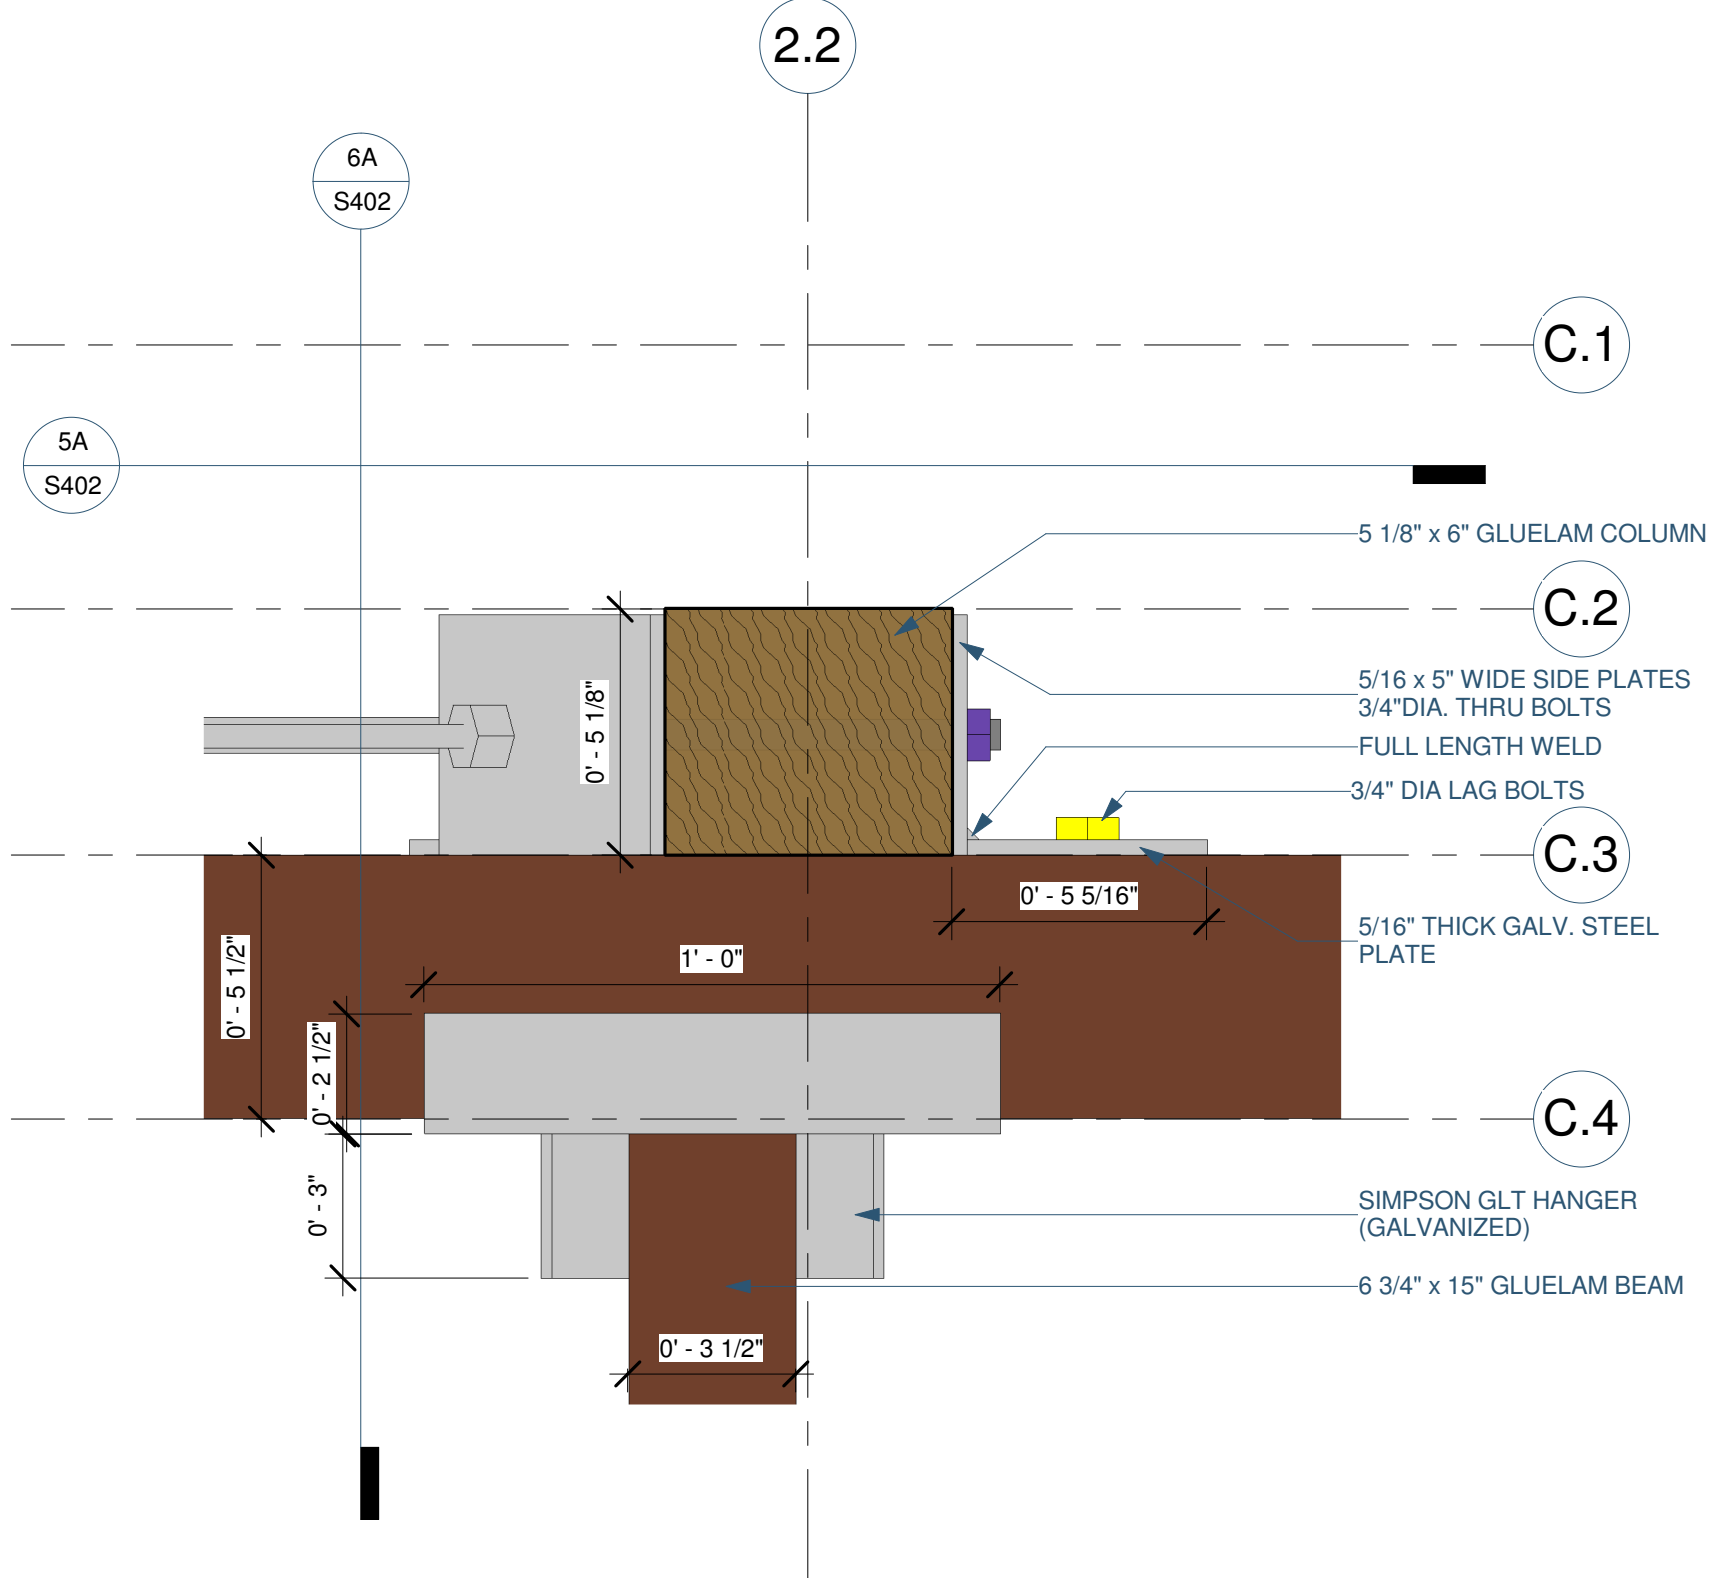 2.2
6A
S402
C.1
5A
S402
5 1/8" x 6" GLUELAM COLUMN
C.2
5/16 x 5" WIDE SIDE PLATES
3/4"DIA. THRU BOLTS
0' - 5 1/8"
FULL LENGTH WELD
3/4" DIA LAG BOLTS
C.3
0' - 5 5/16"
5/16" THICK GALV. STEEL
PLATE
1' - 0"
0' - 5 1/2"
0' - 2 1/2"
C.4
0' - 3"
SIMPSON GLT HANGER
(GALVANIZED)
6 3/4" x 15" GLUELAM BEAM
0' - 3 1/2"